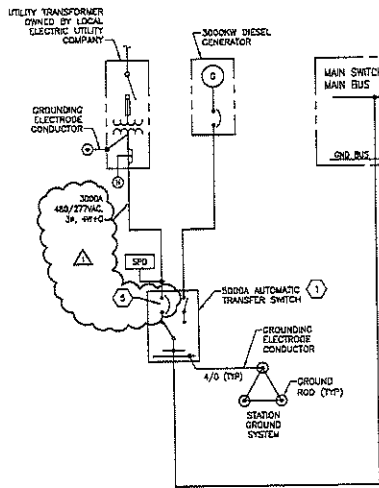 UTILITY TRANSFORMER
OWNED BY LOCAL
ELECTRIC UTILITY
COMPANY
3000KW DIESEL
GENERATOR
G
MAIN SWITCH
MAIN BUS
GROUNDING
ELECTRODE
CONDUCTOR
GND BUS
N
3000A
480/277VAC,
3ø, 4W+G
SPD
1
5
5000A AUTOMATIC
TRANSFER SWITCH
1
GROUNDING
ELECTRODE
CONDUCTOR
4/0 (TYP)
GROUND
ROD (TYP)
STATION
GROUND
SYSTEM